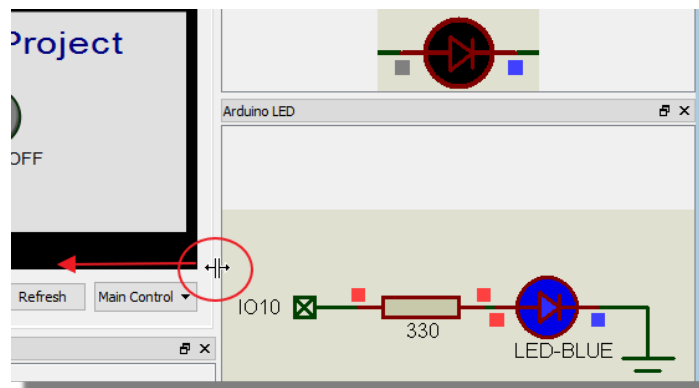 Project
OFF
Refresh
Main Control
Arduino LED
IO10
330
LED-BLUE